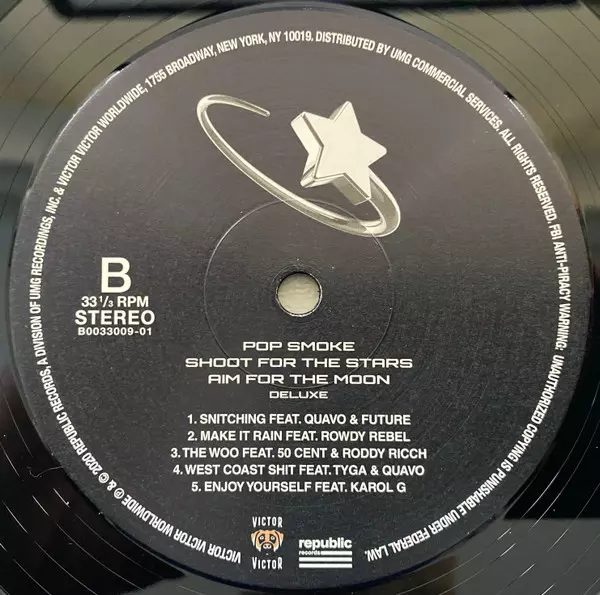 VICTOR VICTOR WORLDWIDE ℗ & © 2020 REPUBLIC RECORDS, A DIVISION OF UMG RECORDINGS, INC. & VICTOR VICTOR WORLDWIDE, 1755 BROADWAY, NEW YORK, NY 10019. DISTRIBUTED BY UMG COMMERCIAL SERVICES. ALL RIGHTS RESERVED. FBI ANTI-PIRACY WARNING: UNAUTHORIZED COPYING IS PUNISHABLE UNDER FEDERAL LAW.
B
33 1/3 RPM
STEREO
B0033009-01
POP SMOKE
SHOOT FOR THE STARS
AIM FOR THE MOON
DELUXE
1. SNITCHING FEAT. QUAVO & FUTURE
2. MAKE IT RAIN FEAT. ROWDY REBEL
3. THE WOO FEAT. 50 CENT & RODDY RICCH
4. WEST COAST SHIT FEAT. TYGA & QUAVO
5. ENJOY YOURSELF FEAT. KAROL G
VICTOR
VICTOR
republic
records